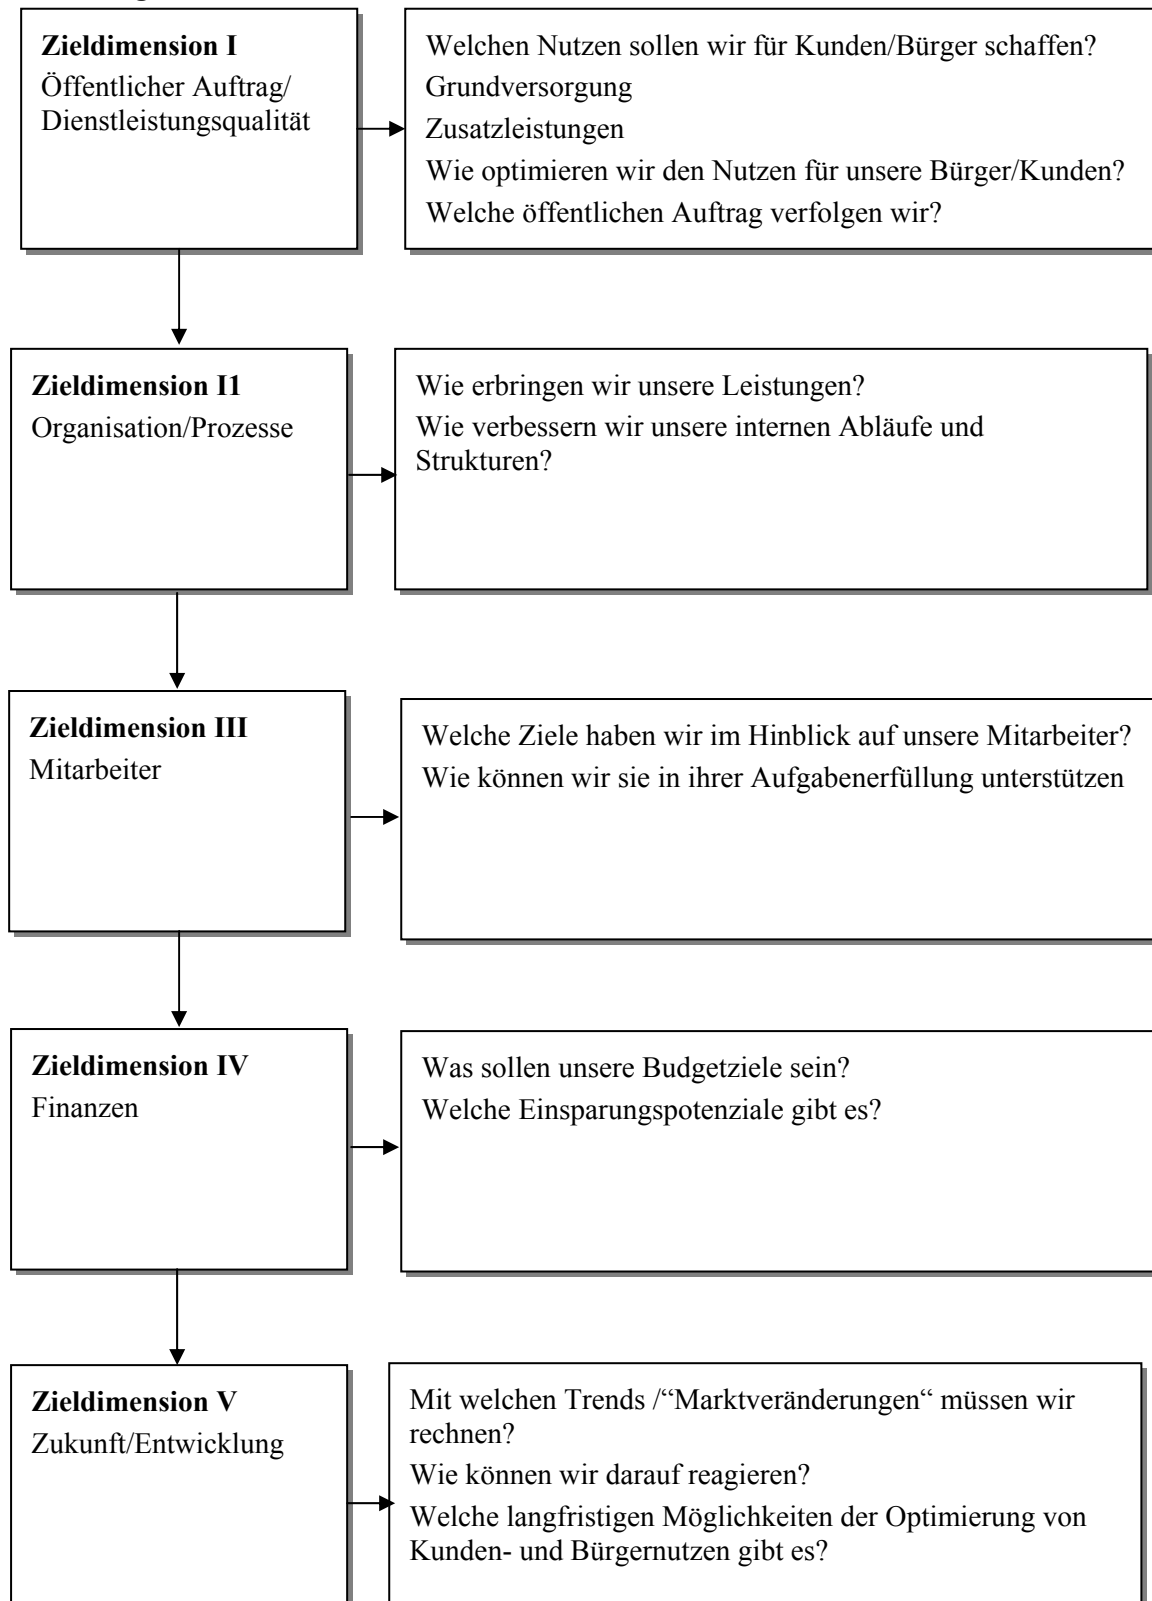 Zieldimension I
Öffentlicher Auftrag/
Dienstleistungsqualität
Welchen Nutzen sollen wir für Kunden/Bürger schaffen?
Grundversorgung
Zusatzleistungen
Wie optimieren wir den Nutzen für unsere Bürger/Kunden?
Welche öffentlichen Auftrag verfolgen wir?
Zieldimension I1
Organisation/Prozesse
Wie erbringen wir unsere Leistungen?
Wie verbessern wir unsere internen Abläufe und
Strukturen?
Zieldimension III
Mitarbeiter
Welche Ziele haben wir im Hinblick auf unsere Mitarbeiter?
Wie können wir sie in ihrer Aufgabenerfüllung unterstützen
Zieldimension IV
Finanzen
Was sollen unsere Budgetziele sein?
Welche Einsparungspotenziale gibt es?
Zieldimension V
Zukunft/Entwicklung
Mit welchen Trends /“Marktveränderungen“ müssen wir
rechnen?
Wie können wir darauf reagieren?
Welche langfristigen Möglichkeiten der Optimierung von
Kunden- und Bürgernutzen gibt es?